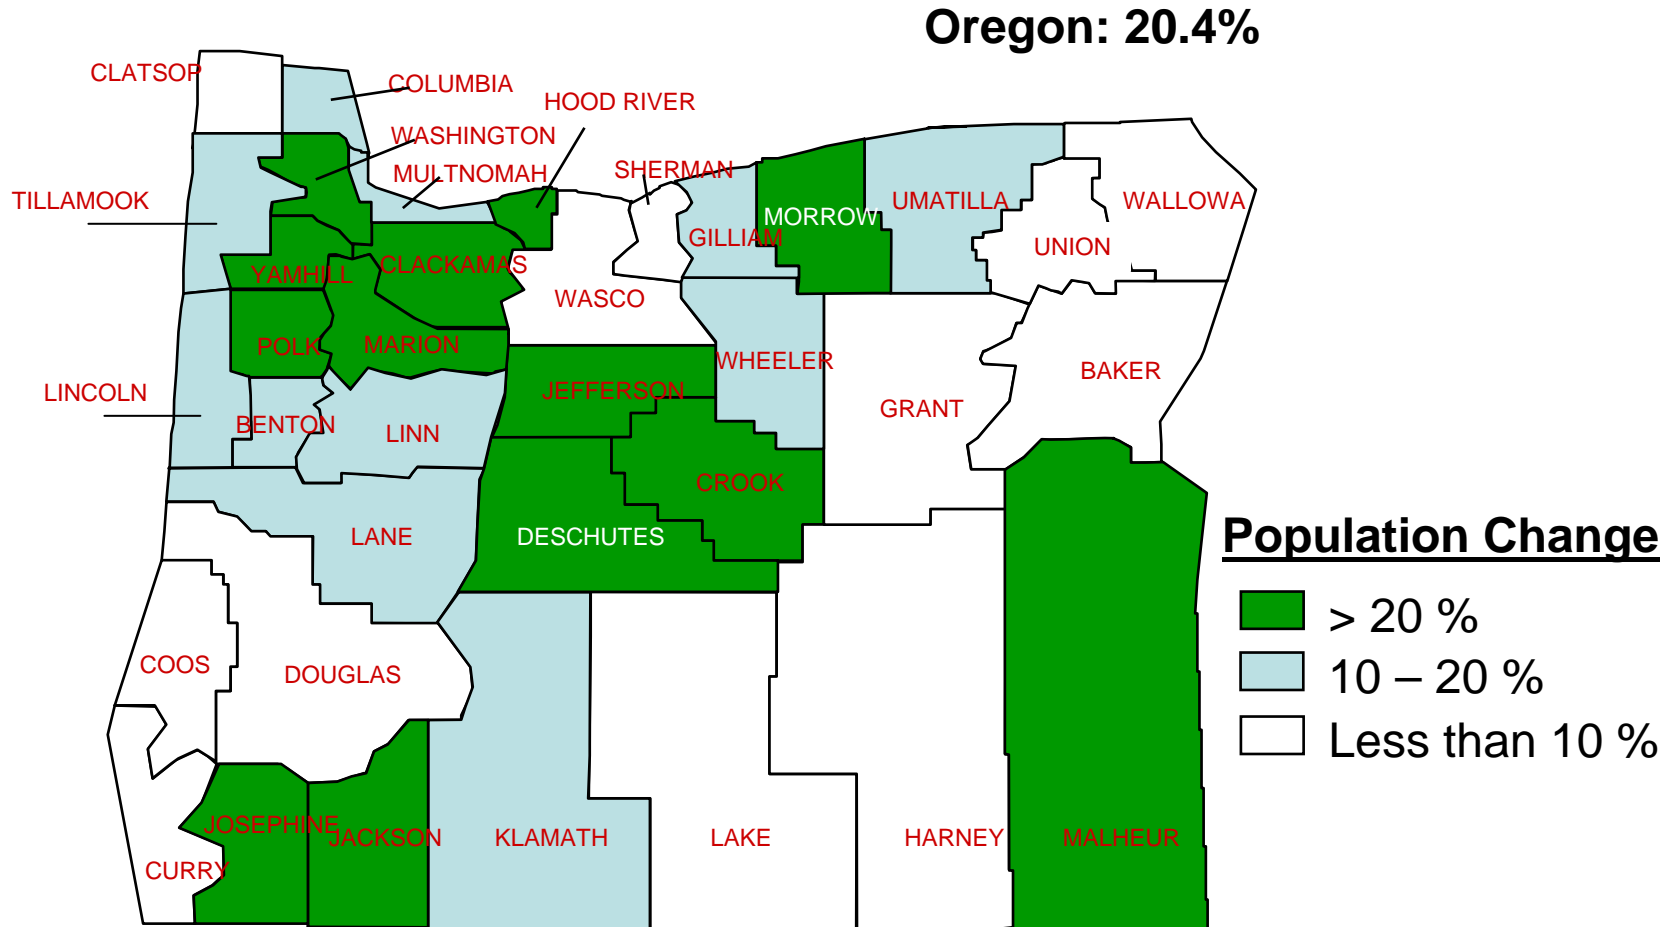 Oregon: 20.4%
CLATSOP
COLUMBIA
HOOD RIVER
WASHINGTON
MULTNOMAH
SHERMAN
TILLAMOOK
UMATILLA
WALLOWA
MORROW
GILLIAM
UNION
YAMHILL
CLACKAMAS
WASCO
POLK
MARION
WHEELER
BAKER
LINCOLN
JEFFERSON
GRANT
BENTON
LINN
CROOK
LANE
DESCHUTES
Population Change
> 20 %
10 – 20 %
Less than 10 %
COOS
DOUGLAS
JOSEPHINE
JACKSON
KLAMATH
LAKE
HARNEY
MALHEUR
CURRY